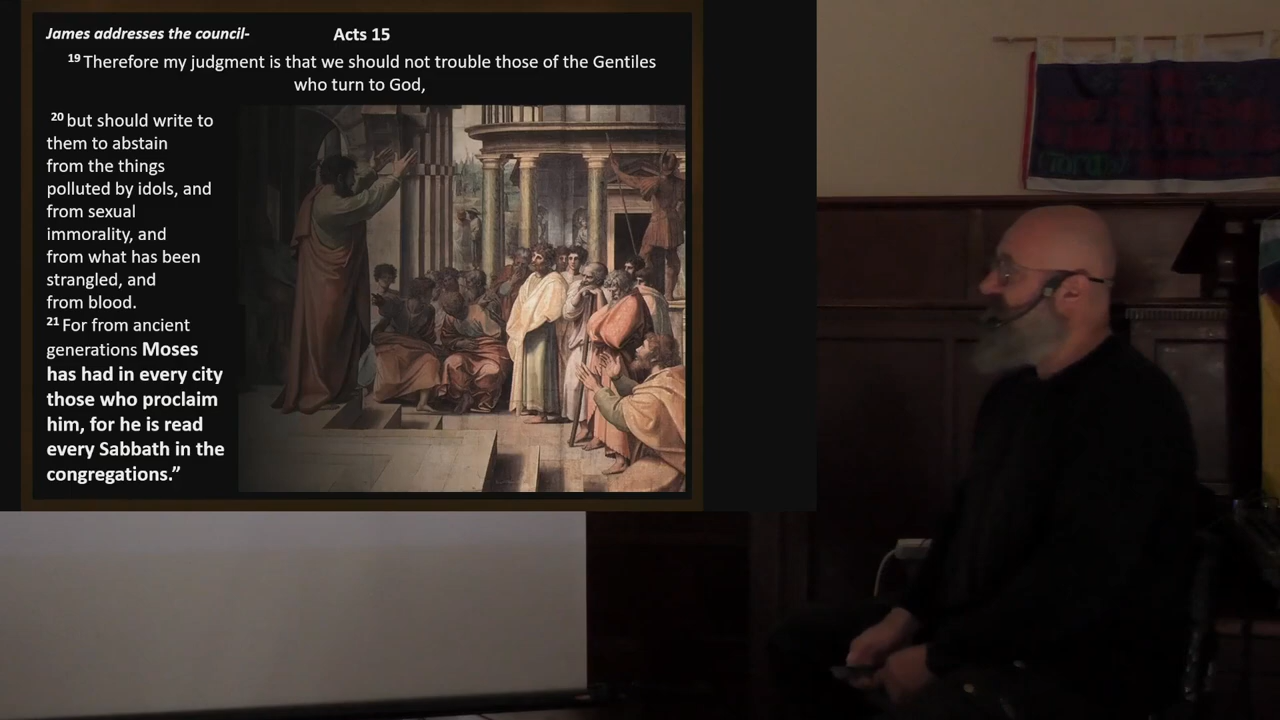 James addresses the council-
Acts 15
19 Therefore my judgment is that we should not trouble those of the Gentiles
who turn to God,
20 but should write to
them to abstain
from the things
polluted by idols, and
from sexual
immorality, and
from what has been
strangled, and
from blood.
21 For from ancient
generations Moses
has had in every city
those who proclaim
him, for he is read
every Sabbath in the
congregations.”